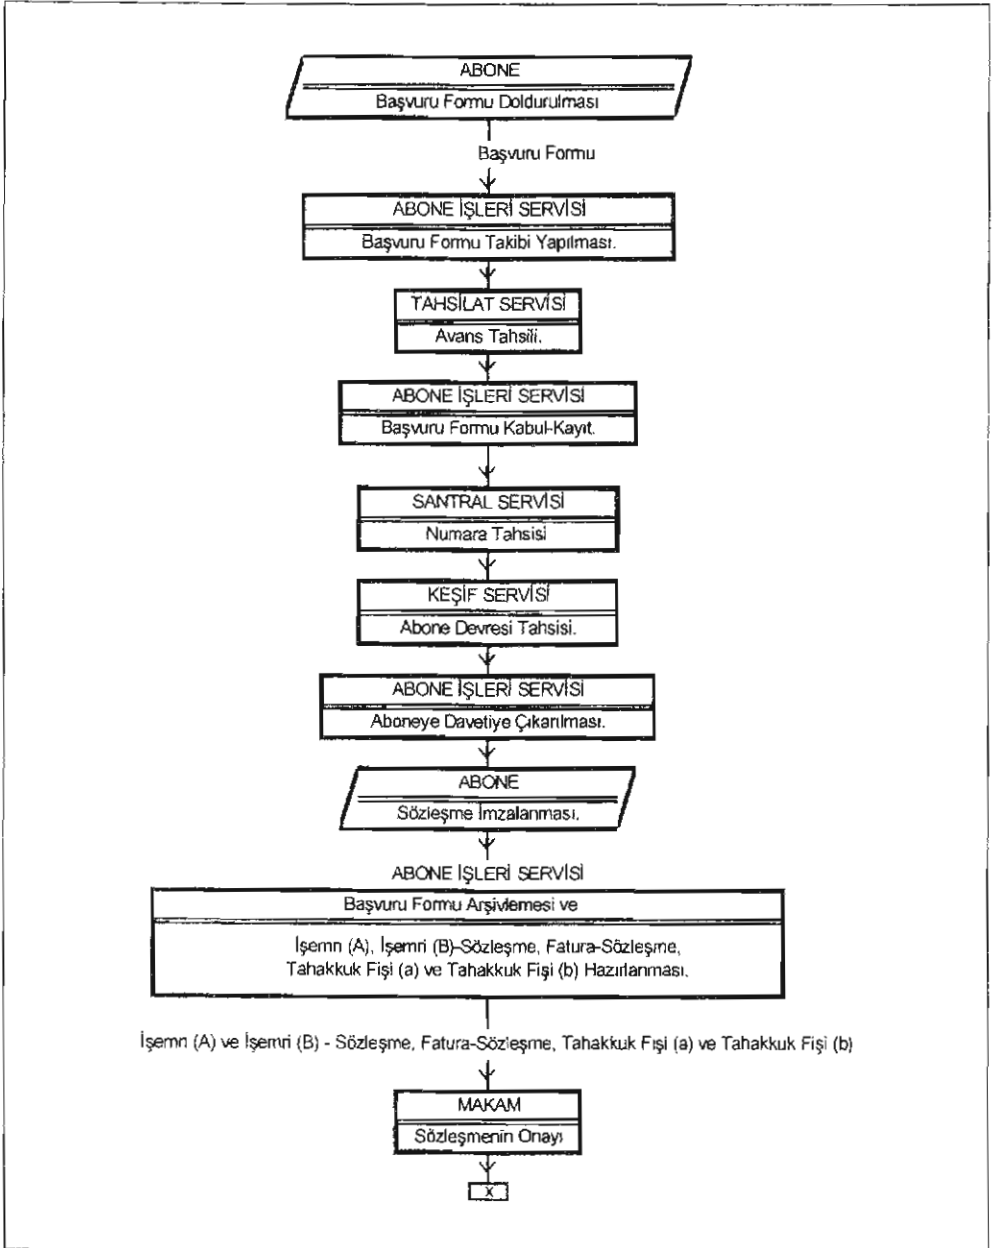 ABONE
Başvuru Formu Doldurulması
Başvuru Formu
ABONE İŞLERİ SERVİSİ
Başvuru Formu Takibi Yapılması.
TAHSİLAT SERVİSİ
Avans Tahsili.
ABONE İŞLERİ SERVİSİ
Başvuru Formu Kabul-Kayıt.
SANTRAL SERVİSİ
Numara Tahsisi
KEŞİF SERVİSİ
Abone Devresi Tahsisi.
ABONE İŞLERİ SERVİSİ
Aboneye Davetiye Çıkarılması.
ABONE
Sözleşme İmzalanması.
ABONE İŞLERİ SERVİSİ
Başvuru Formu Arşivlemesi ve
İşemri (A), İşemri (B)-Sözleşme, Fatura-Sözleşme,
Tahakkuk Fişi (a) ve Tahakkuk Fişi (b) Hazırlanması.
İşemri (A) ve İşemri (B) - Sözleşme, Fatura-Sözleşme, Tahakkuk Fişi (a) ve Tahakkuk Fişi (b)
MAKAM
Sözleşmenin Onayı
X